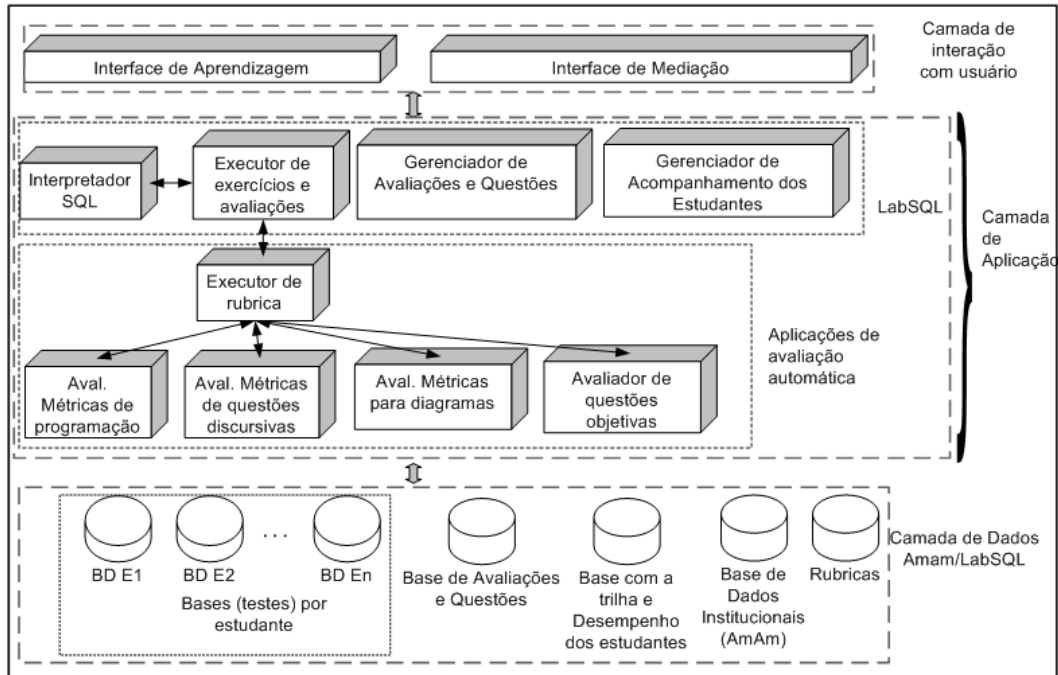 Camada de
interação
com usuário
Interface de Aprendizagem
Interface de Mediação
Interpretador
SQL
Executor de
exercícios e
avaliações
Gerenciador de
Avaliações e Questões
Gerenciador de
Acompanhamento dos
Estudantes
LabSQL
Camada
de
Aplicação
Executor de
rubrica
Aplicações de
avaliação
automática
Aval.
Métricas de
programação
Aval. Métricas
de questões
discursivas
Aval. Métricas
para diagramas
Avaliador de
questões
objetivas
BD E1
BD E2
. . .
BD En
Bases (testes) por
estudante
Base de Avaliações
e Questões
Base com a
trilha e
Desempenho
dos estudantes
Base de
Dados
Institucionais
(AmAm)
Rubricas
Camada de Dados
Amam/LabSQL